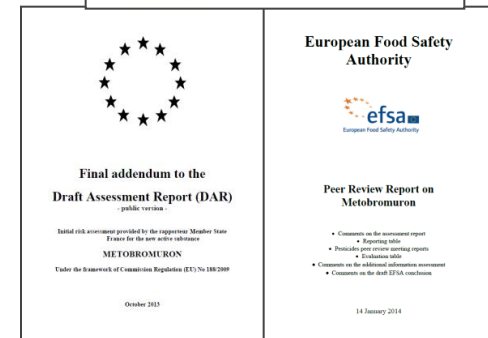 Final addendum to the
Draft Assessment Report (DAR)
- public version -
Initial risk assessment provided by the rapporteur Member State
France for the new active substance
METOBROMURON
Under the framework of Commission Regulation (EU) No 188/2009
October 2013
European Food Safety
Authority
efsa
European Food Safety Authority
Peer Review Report on
Metobromuron
• Comments on the assessment report
• Reporting table
• Pesticides peer review meeting reports
• Evaluation table
• Comments on the additional information assessment
• Comments on the draft EFSA conclusion
14 January 2014